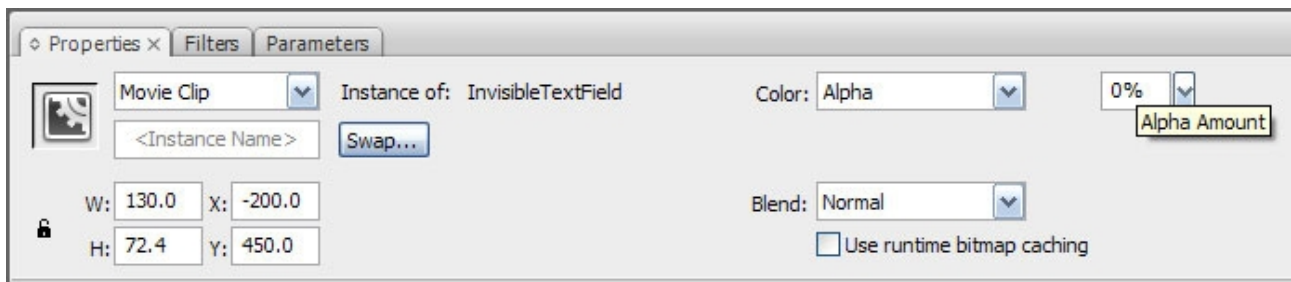 Properties × Filters Parameters
Movie Clip Instance of: InvisibleTextField Color: Alpha 0%
Alpha Amount
<Instance Name> Swap...
W: 130.0 X: -200.0 Blend: Normal
H: 72.4 Y: 450.0 Use runtime bitmap caching